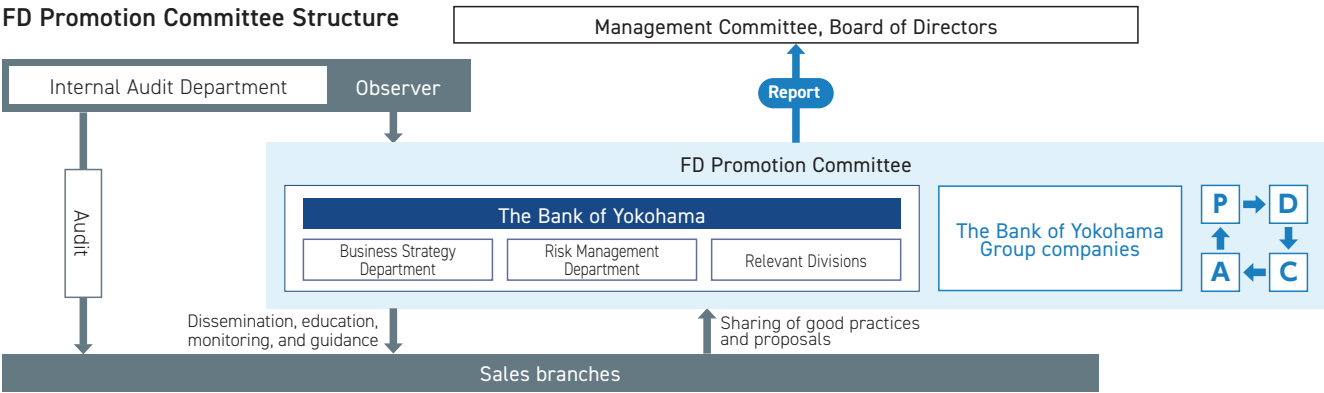 FD Promotion Committee Structure
Management Committee, Board of Directors
Internal Audit Department
Observer
Report
Audit
FD Promotion Committee
The Bank of Yokohama
Business Strategy
Department
Risk Management
Department
Relevant Divisions
The Bank of Yokohama
Group companies
P
D
A
C
Dissemination, education,
monitoring, and guidance
Sharing of good practices
and proposals
Sales branches